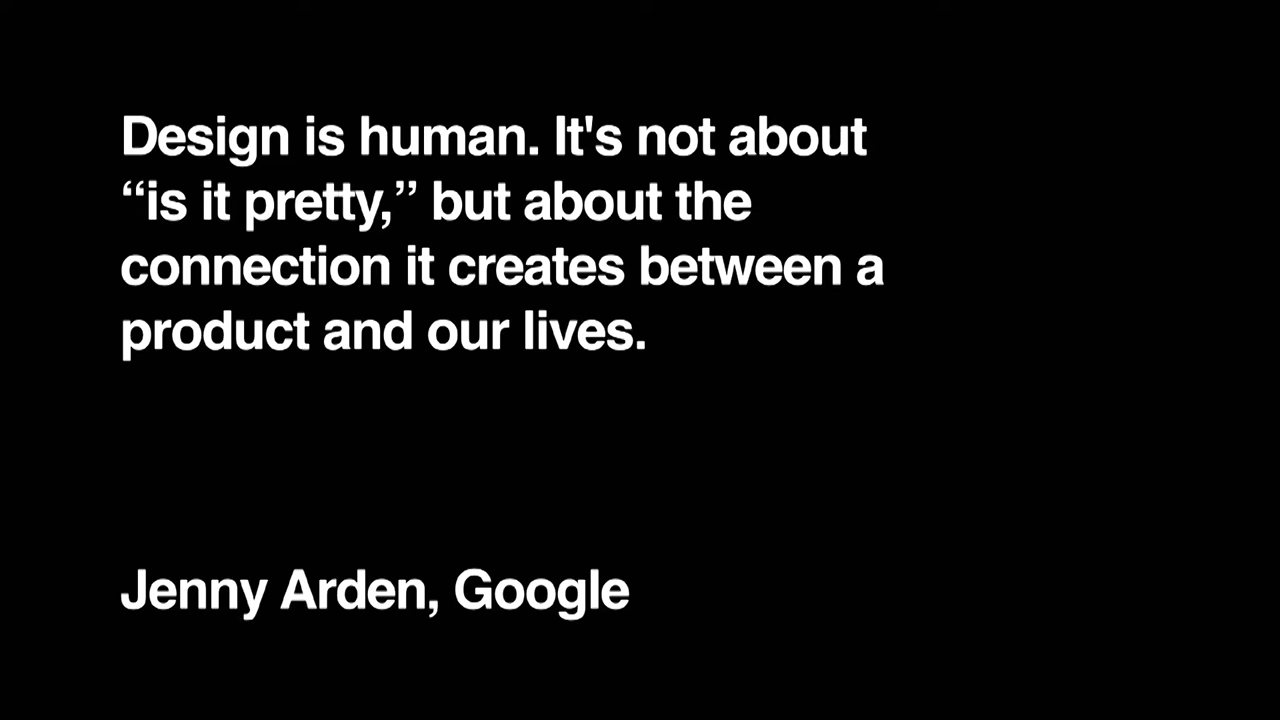 Design is human. It's not about
“is it pretty,” but about the
connection it creates between a
product and our lives.
Jenny Arden, Google